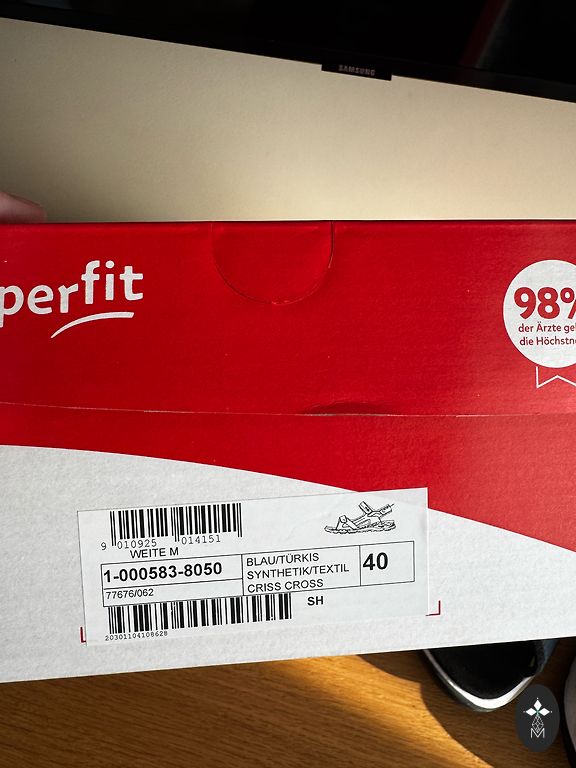 SAMSUNG
perfit
98%
der Ärzte ge
die Höchstn
9 010925 014151
WEITE M
1-000583-8050
77676/062
BLAU/TÜRKIS
SYNTHETIK/TEXTIL
CRISS CROSS
40
SH
20301104108628
M